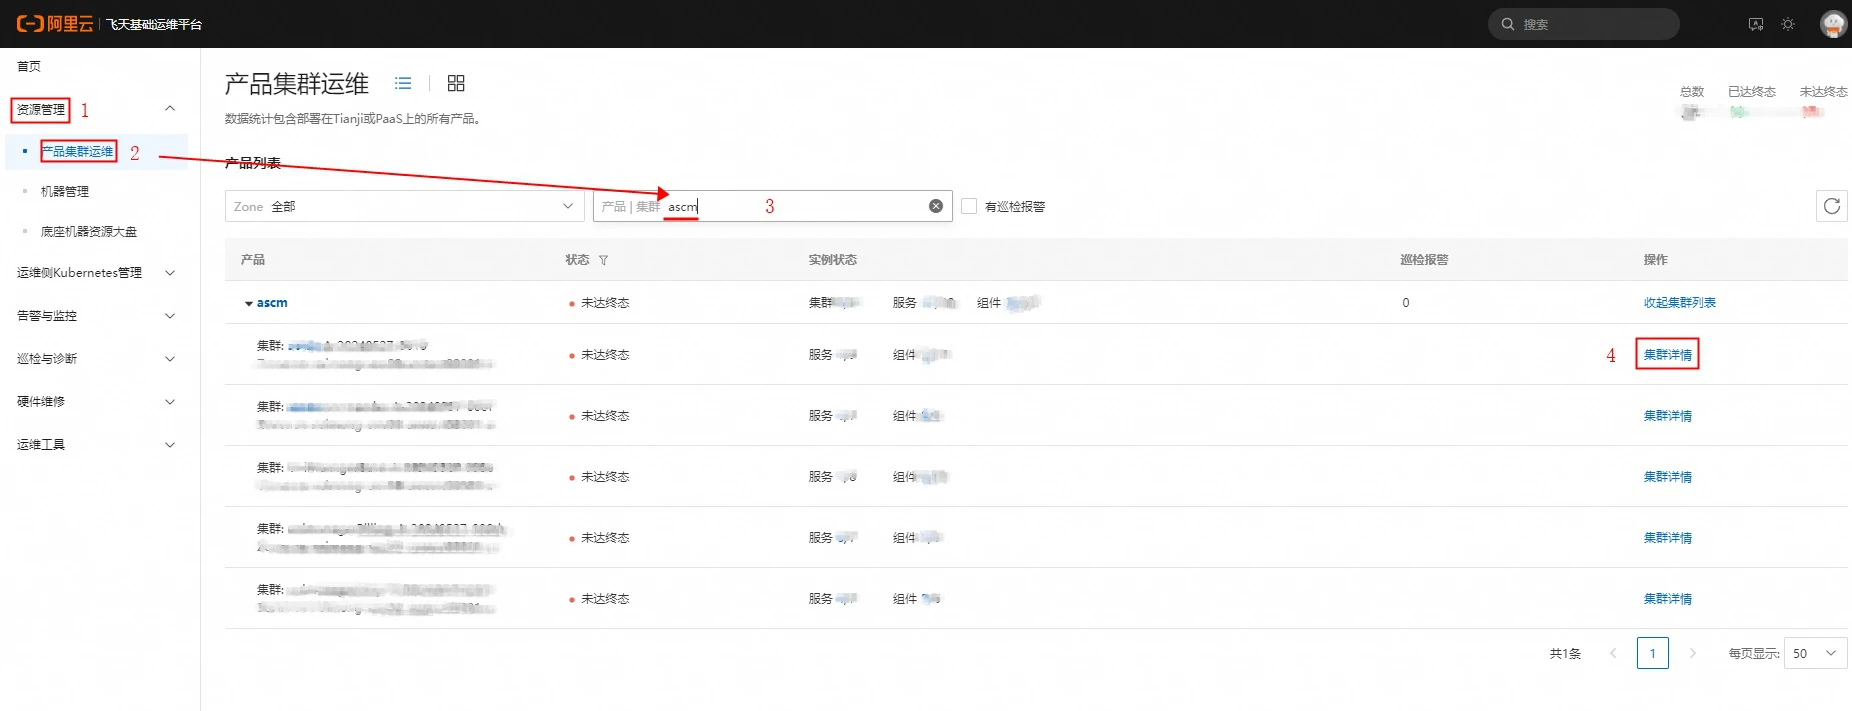 阿里云 | 飞天基础运维平台
搜索
首页
资源管理 1
产品集群运维 2
机器管理
底座机器资源大盘
运维侧Kubernetes管理
告警与监控
巡检与诊断
硬件维修
运维工具
产品集群运维
数据统计包含部署在Tianji或PaaS上的所有产品。
总数 已达终态 未达终态
产品列表
Zone 全部
产品 | 集群 ascm 3
有巡检报警
产品 状态 实例状态 巡检报警 操作
ascm 未达终态 集群 服务 组件 0 收起集群列表
集群: 未达终态 服务 组件 4 集群详情
集群: 未达终态 服务 组件 集群详情
集群: 未达终态 服务 组件 集群详情
集群: 未达终态 服务 组件 集群详情
集群: 未达终态 服务 组件 集群详情
共1条 1 每页显示: 50